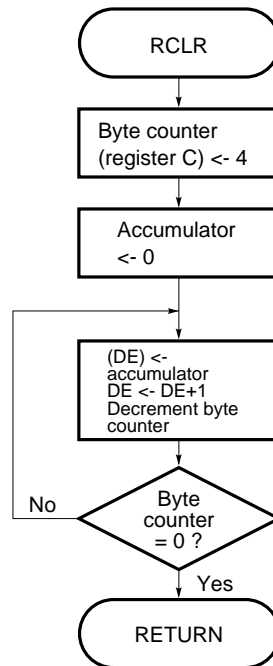 RCLR
Byte counter
(register C) <- 4
Accumulator
<- 0
(DE) <-
accumulator
DE <- DE+1
Decrement byte
counter
Byte
counter
= 0 ?
No
Yes
RETURN